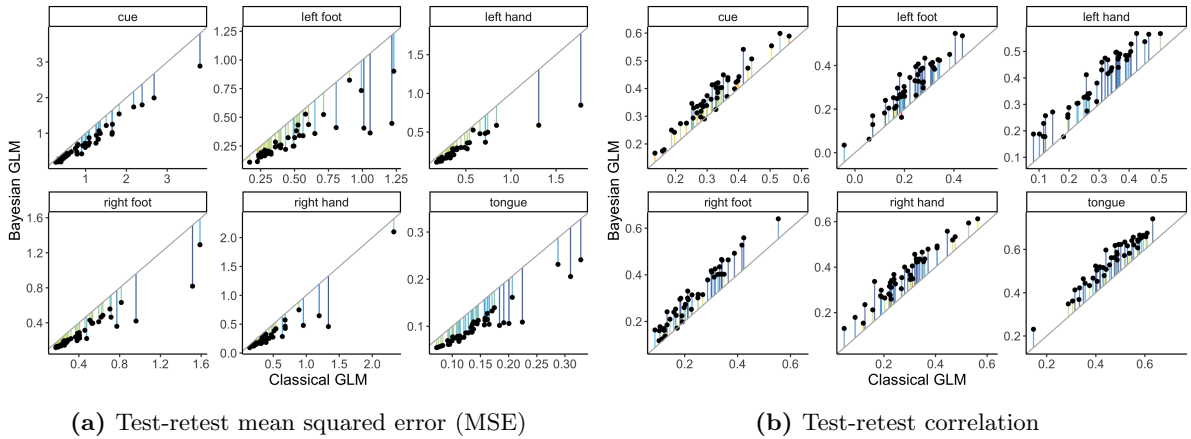 cue
left foot
left hand
3
2
1
1.25
1.00
0.75
0.50
0.25
1.5
1.0
0.5
1 2 3
0.25 0.50 0.75 1.00 1.25
0.5 1.0 1.5
right foot
right hand
tongue
1.6
1.2
0.8
0.4
2.0
1.5
1.0
0.5
0.0
0.3
0.2
0.1
0.4 0.8 1.2 1.6
0.5 1.0 1.5 2.0
0.10 0.15 0.20 0.25 0.30
Bayesian GLM
Classical GLM
(a) Test-retest mean squared error (MSE)
cue
left foot
left hand
0.6
0.5
0.4
0.3
0.2
0.4
0.2
0.0
0.5
0.4
0.3
0.2
0.1
0.2 0.3 0.4 0.5 0.6
0.0 0.2 0.4
0.1 0.2 0.3 0.4 0.5
right foot
right hand
tongue
0.6
0.4
0.2
0.6
0.4
0.2
0.6
0.4
0.2
0.2 0.4 0.6
0.0 0.2 0.4 0.6
0.2 0.4 0.6
Bayesian GLM
Classical GLM
(b) Test-retest correlation